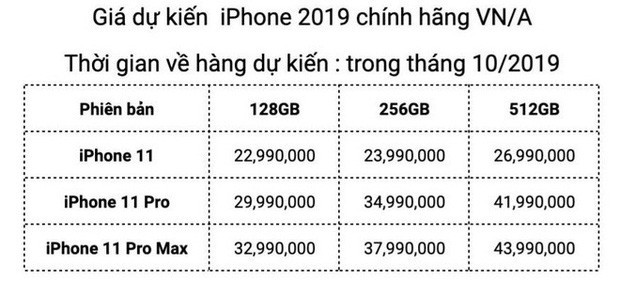 Giá dự kiến iPhone 2019 chính hãng VN/A
Thời gian về hàng dự kiến : trong tháng 10/2019
Phiên bản 128GB 256GB 512GB
iPhone 11 22,990,000 23,990,000 26,990,000
iPhone 11 Pro 29,990,000 34,990,000 41,990,000
iPhone 11 Pro Max 32,990,000 37,990,000 43,990,000